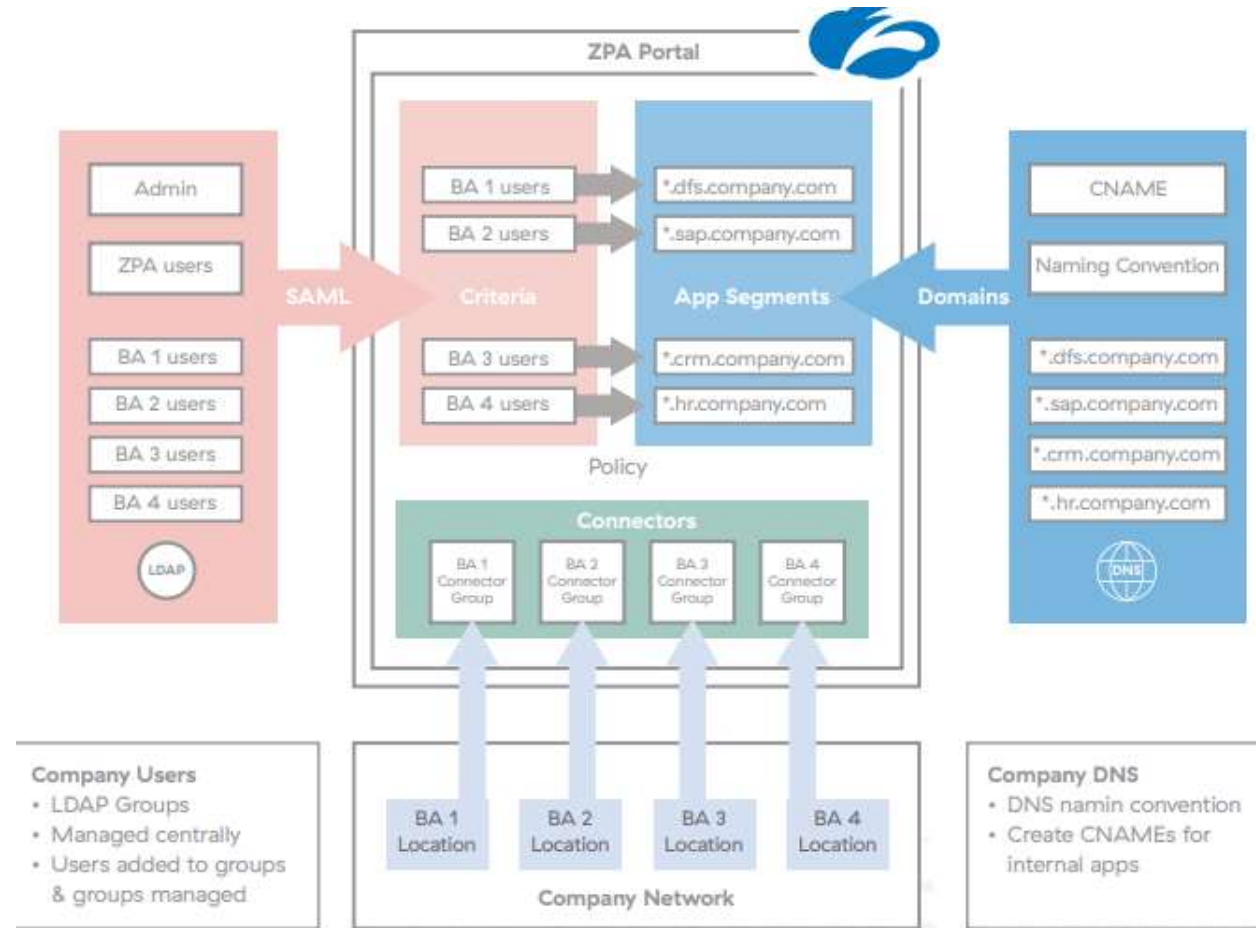 ZPA Portal
Admin
ZPA users
BA 1 users
BA 2 users
BA 3 users
BA 4 users
LDAP
SAML
BA 1 users
BA 2 users
Criteria
BA 3 users
BA 4 users
*.dfs.company.com
*.sap.company.com
App Segments
*.crm.company.com
*.hr.company.com
Policy
Domains
CNAME
Naming Convention
*.dfs.company.com
*.sap.company.com
*.crm.company.com
*.hr.company.com
DNS
Connectors
BA 1
Connector
Group
BA 2
Connector
Group
BA 3
Connector
Group
BA 4
Connector
Group
Company Users
• LDAP Groups
• Managed centrally
• Users added to groups
& groups managed
BA 1
Location
BA 2
Location
BA 3
Location
BA 4
Location
Company Network
Company DNS
• DNS namin convention
• Create CNAMEs for
internal apps